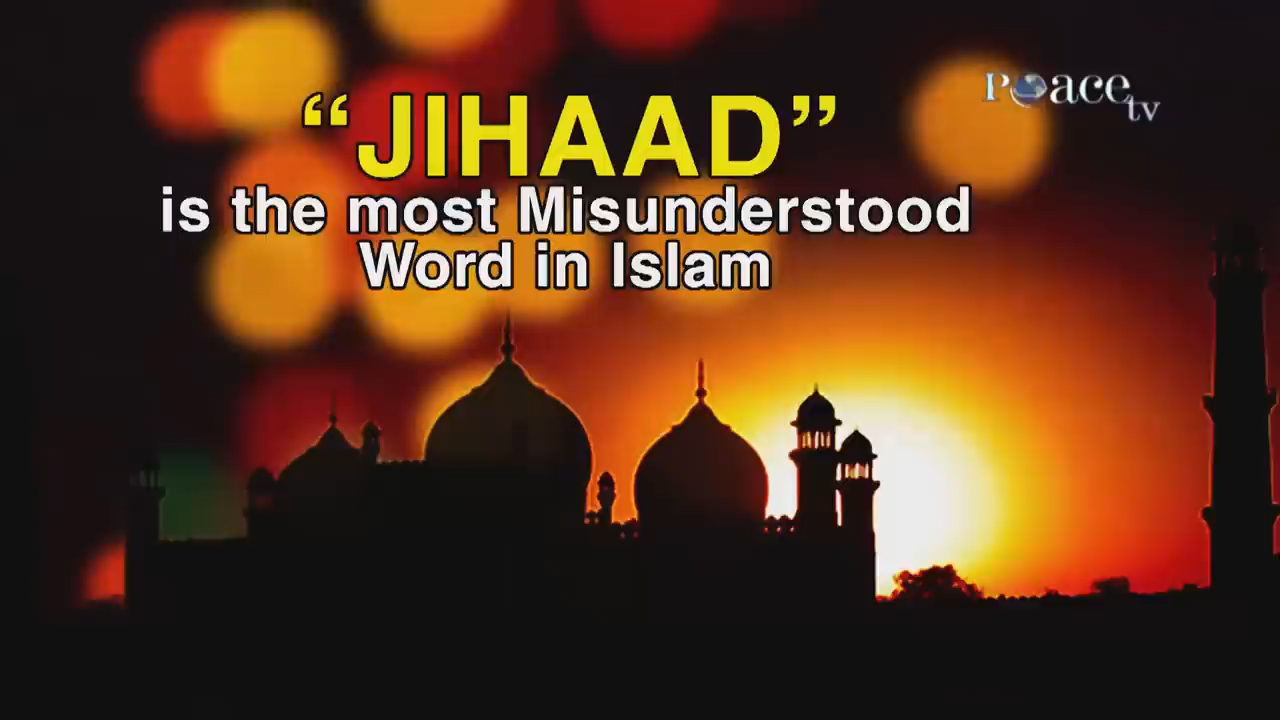 “JIHAAD”
is the most Misunderstood
Word in Islam
Peace
tv